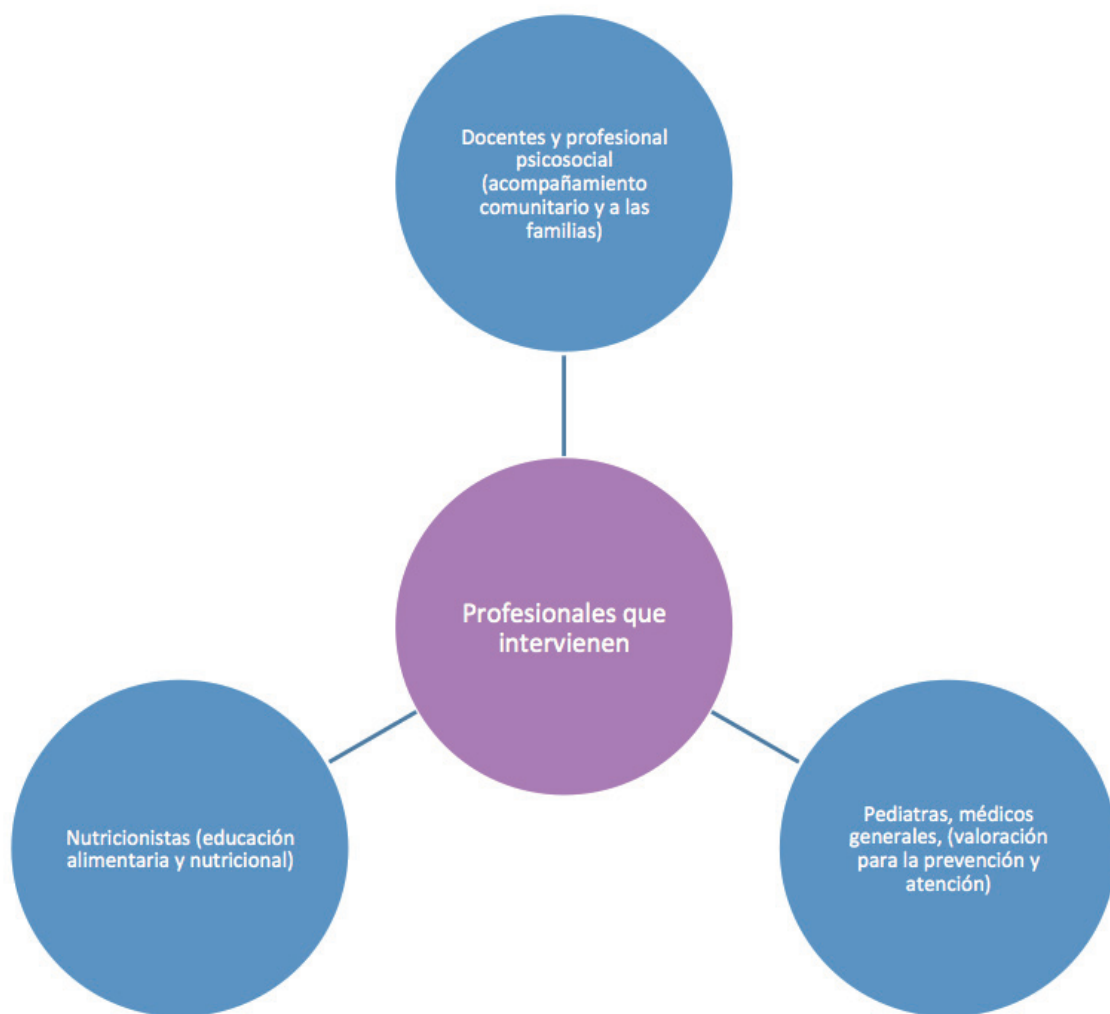 Docentes y profesional
psicosocial
(acompañamiento
comunitario y a las
familias)
Profesionales que
intervienen
Nutricionistas (educación
alimentaria y nutricional)
Pediatras, médicos
generales, (valoración
para la prevención y
atención)